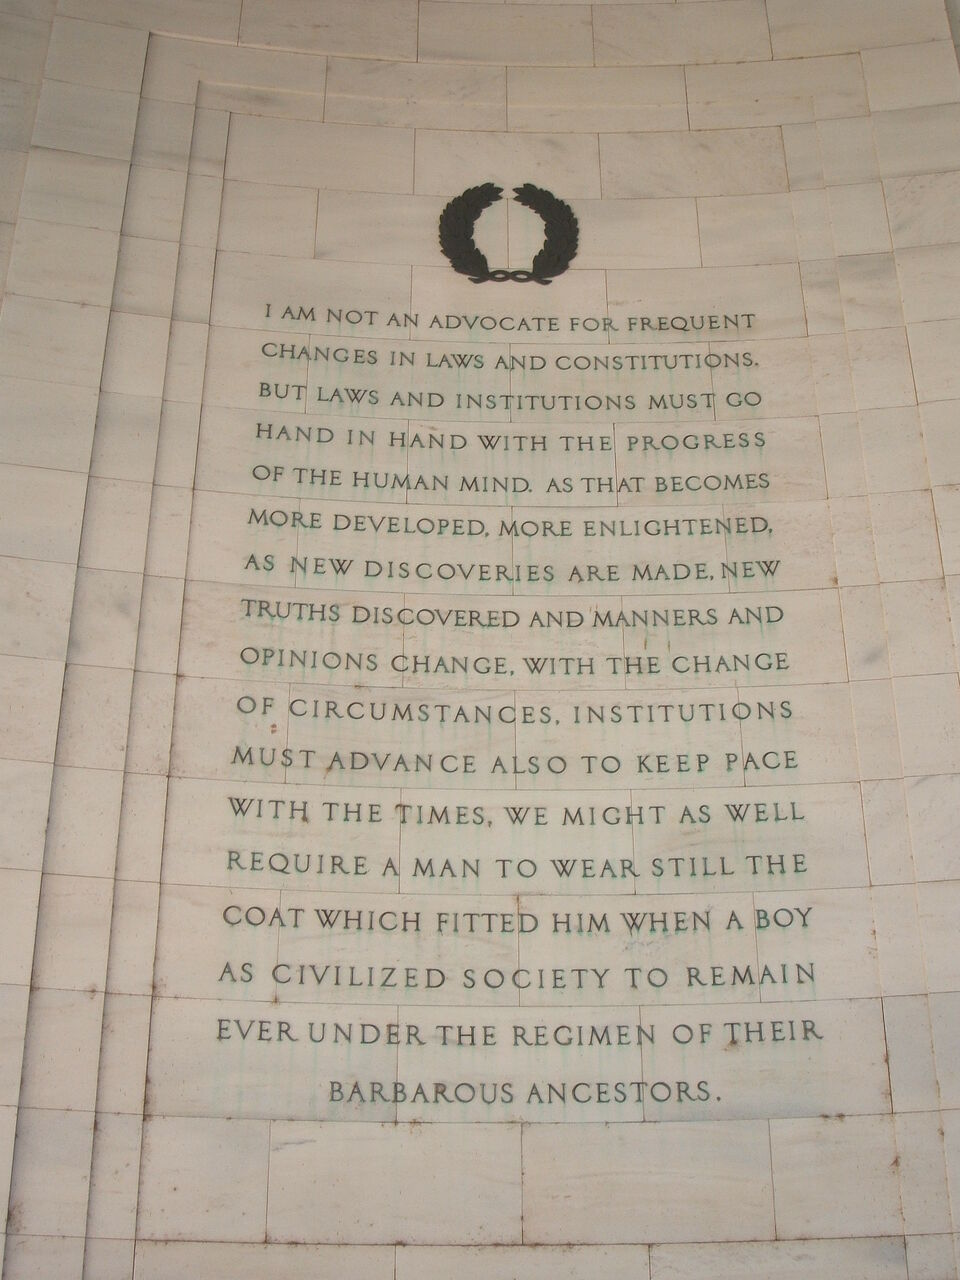 I AM NOT AN ADVOCATE FOR FREQUENT
CHANGES IN LAWS AND CONSTITUTIONS.
BUT LAWS AND INSTITUTIONS MUST GO
HAND IN HAND WITH THE PROGRESS
OF THE HUMAN MIND. AS THAT BECOMES
MORE DEVELOPED, MORE ENLIGHTENED,
AS NEW DISCOVERIES ARE MADE, NEW
TRUTHS DISCOVERED AND MANNERS AND
OPINIONS CHANGE, WITH THE CHANGE
OF CIRCUMSTANCES, INSTITUTIONS
MUST ADVANCE ALSO TO KEEP PACE
WITH THE TIMES, WE MIGHT AS WELL
REQUIRE A MAN TO WEAR STILL THE
COAT WHICH FITTED HIM WHEN A BOY
AS CIVILIZED SOCIETY TO REMAIN
EVER UNDER THE REGIMEN OF THEIR
BARBAROUS ANCESTORS.